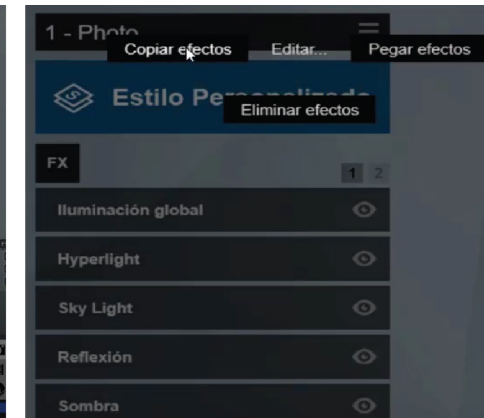 1 - Photo
Copiar efectos Editar... Pegar efectos
Estilo Personalizado
Eliminar efectos
FX
1 2
Iluminación global
Hyperlight
Sky Light
Reflexión
Sombra